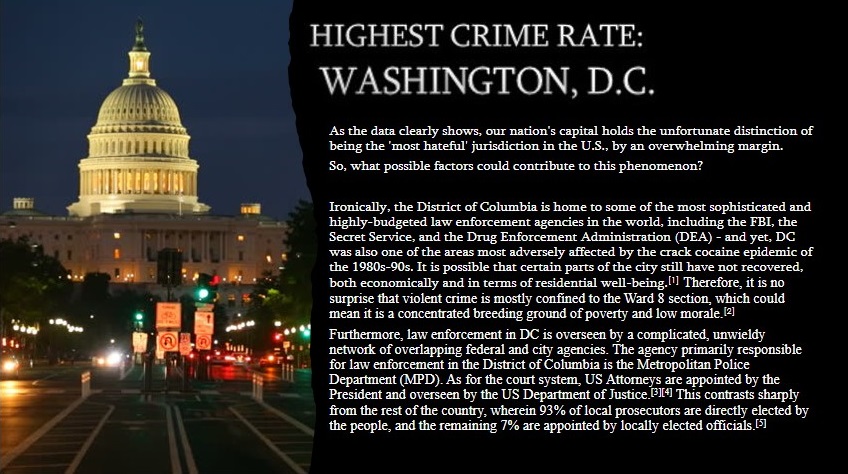 HIGHEST CRIME RATE:
WASHINGTON, D.C.
As the data clearly shows, our nation's capital holds the unfortunate distinction of
being the 'most hateful' jurisdiction in the U.S., by an overwhelming margin.
So, what possible factors could contribute to this phenomenon?
Ironically, the District of Columbia is home to some of the most sophisticated and
highly-budgeted law enforcement agencies in the world, including the FBI, the
Secret Service, and the Drug Enforcement Administration (DEA) - and yet, DC
was also one of the areas most adversely affected by the crack cocaine epidemic of
the 1980s-90s. It is possible that certain parts of the city still have not recovered,
both economically and in terms of residential well-being.[1] Therefore, it is no
surprise that violent crime is mostly confined to the Ward 8 section, which could
mean it is a concentrated breeding ground of poverty and low morale.[2]
Furthermore, law enforcement in DC is overseen by a complicated, unwieldy
network of overlapping federal and city agencies. The agency primarily responsible
for law enforcement in the District of Columbia is the Metropolitan Police
Department (MPD). As for the court system, US Attorneys are appointed by the
President and overseen by the US Department of Justice.[3][4] This contrasts sharply
from the rest of the country, wherein 93% of local prosecutors are directly elected by
the people, and the remaining 7% are appointed by locally elected officials.[5]